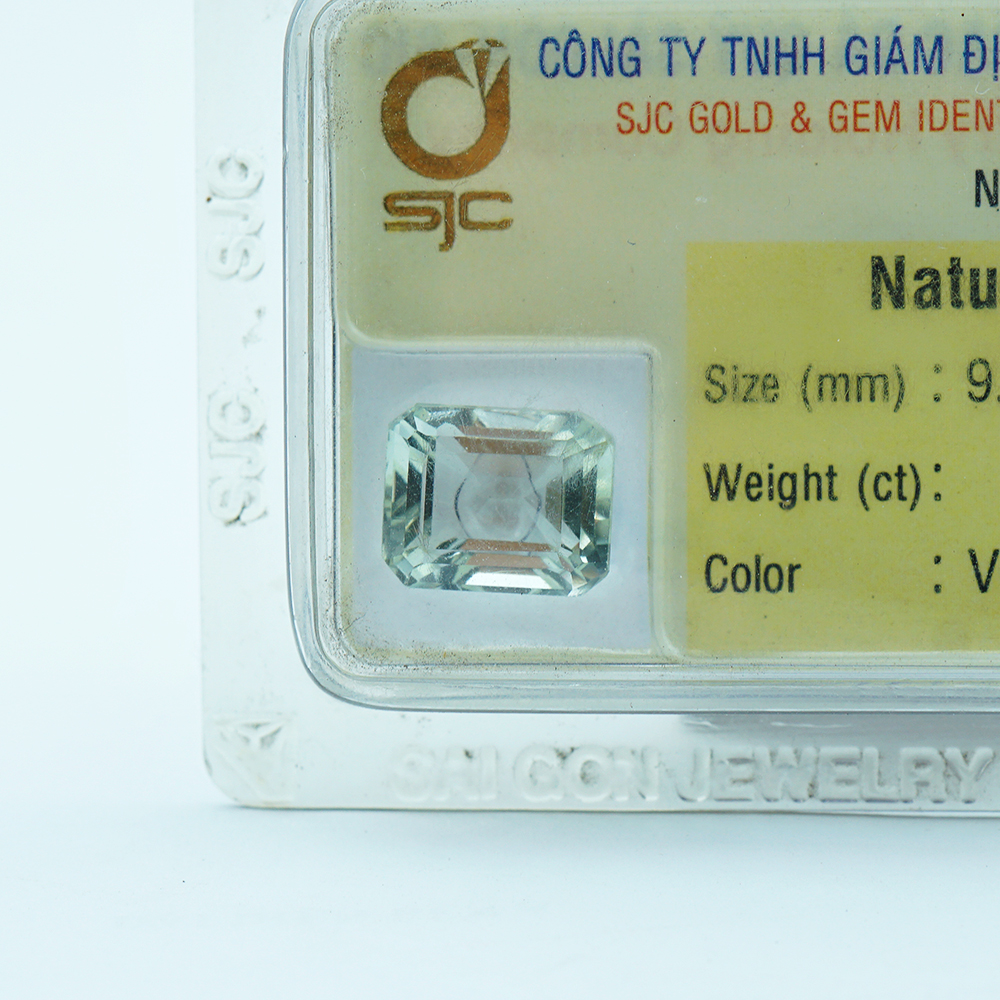 CÔNG TY TNHH GIÁM ĐỊ
SJC GOLD & GEM IDENT
SJC
N
Natu
Size (mm) : 9.
Weight (ct) :
Color : V
SJC . SJC
SAI GON JEWELRY